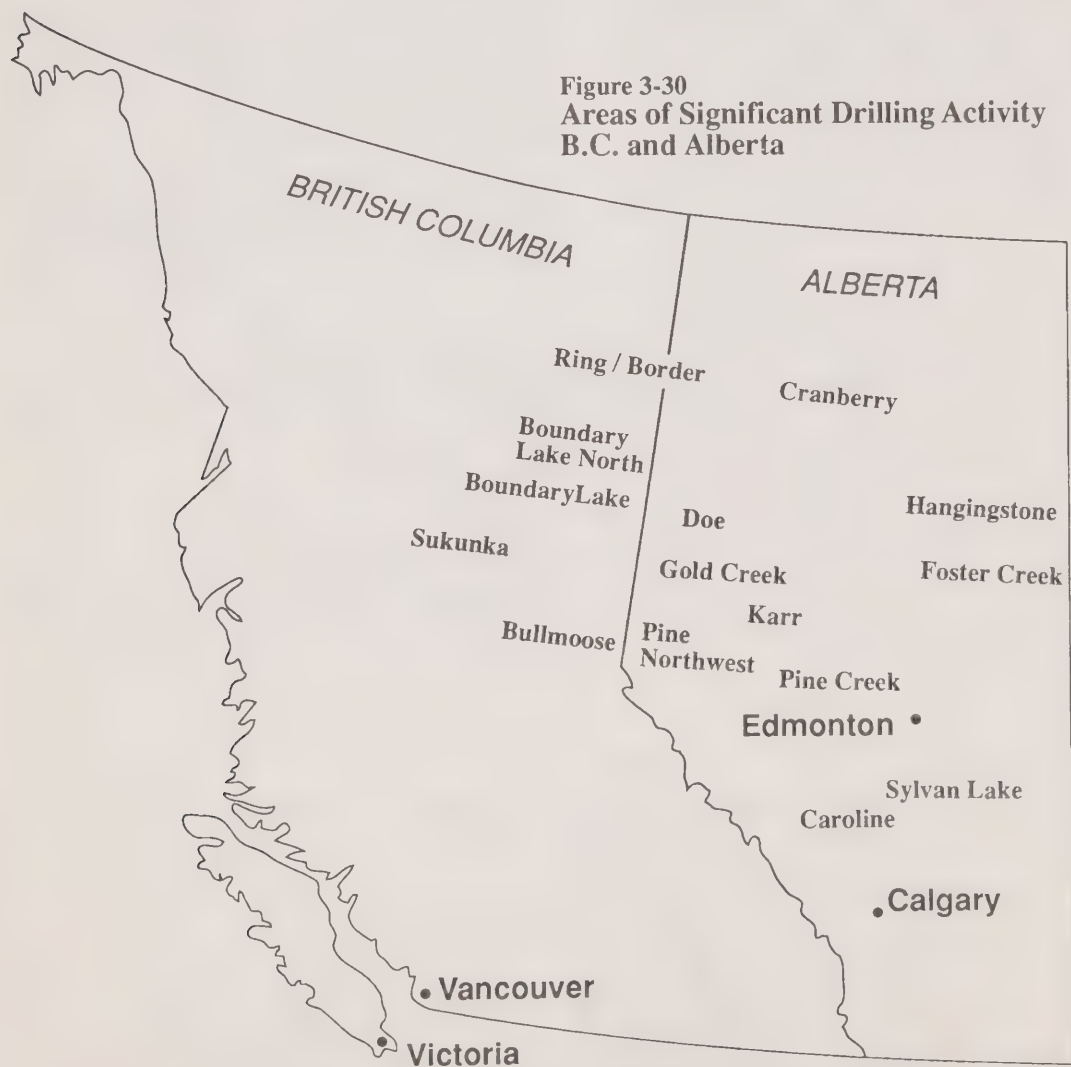 Figure 3-30
Areas of Significant Drilling Activity
B.C. and Alberta
BRITISH COLUMBIA
ALBERTA
Ring / Border
Cranberry
Boundary
Lake North
BoundaryLake
Hangingstone
Doe
Sukunka
Gold Creek
Foster Creek
Karr
Bullmoose
Pine
Northwest
Pine Creek
Edmonton
Sylvan Lake
Caroline
Calgary
Vancouver
Victoria